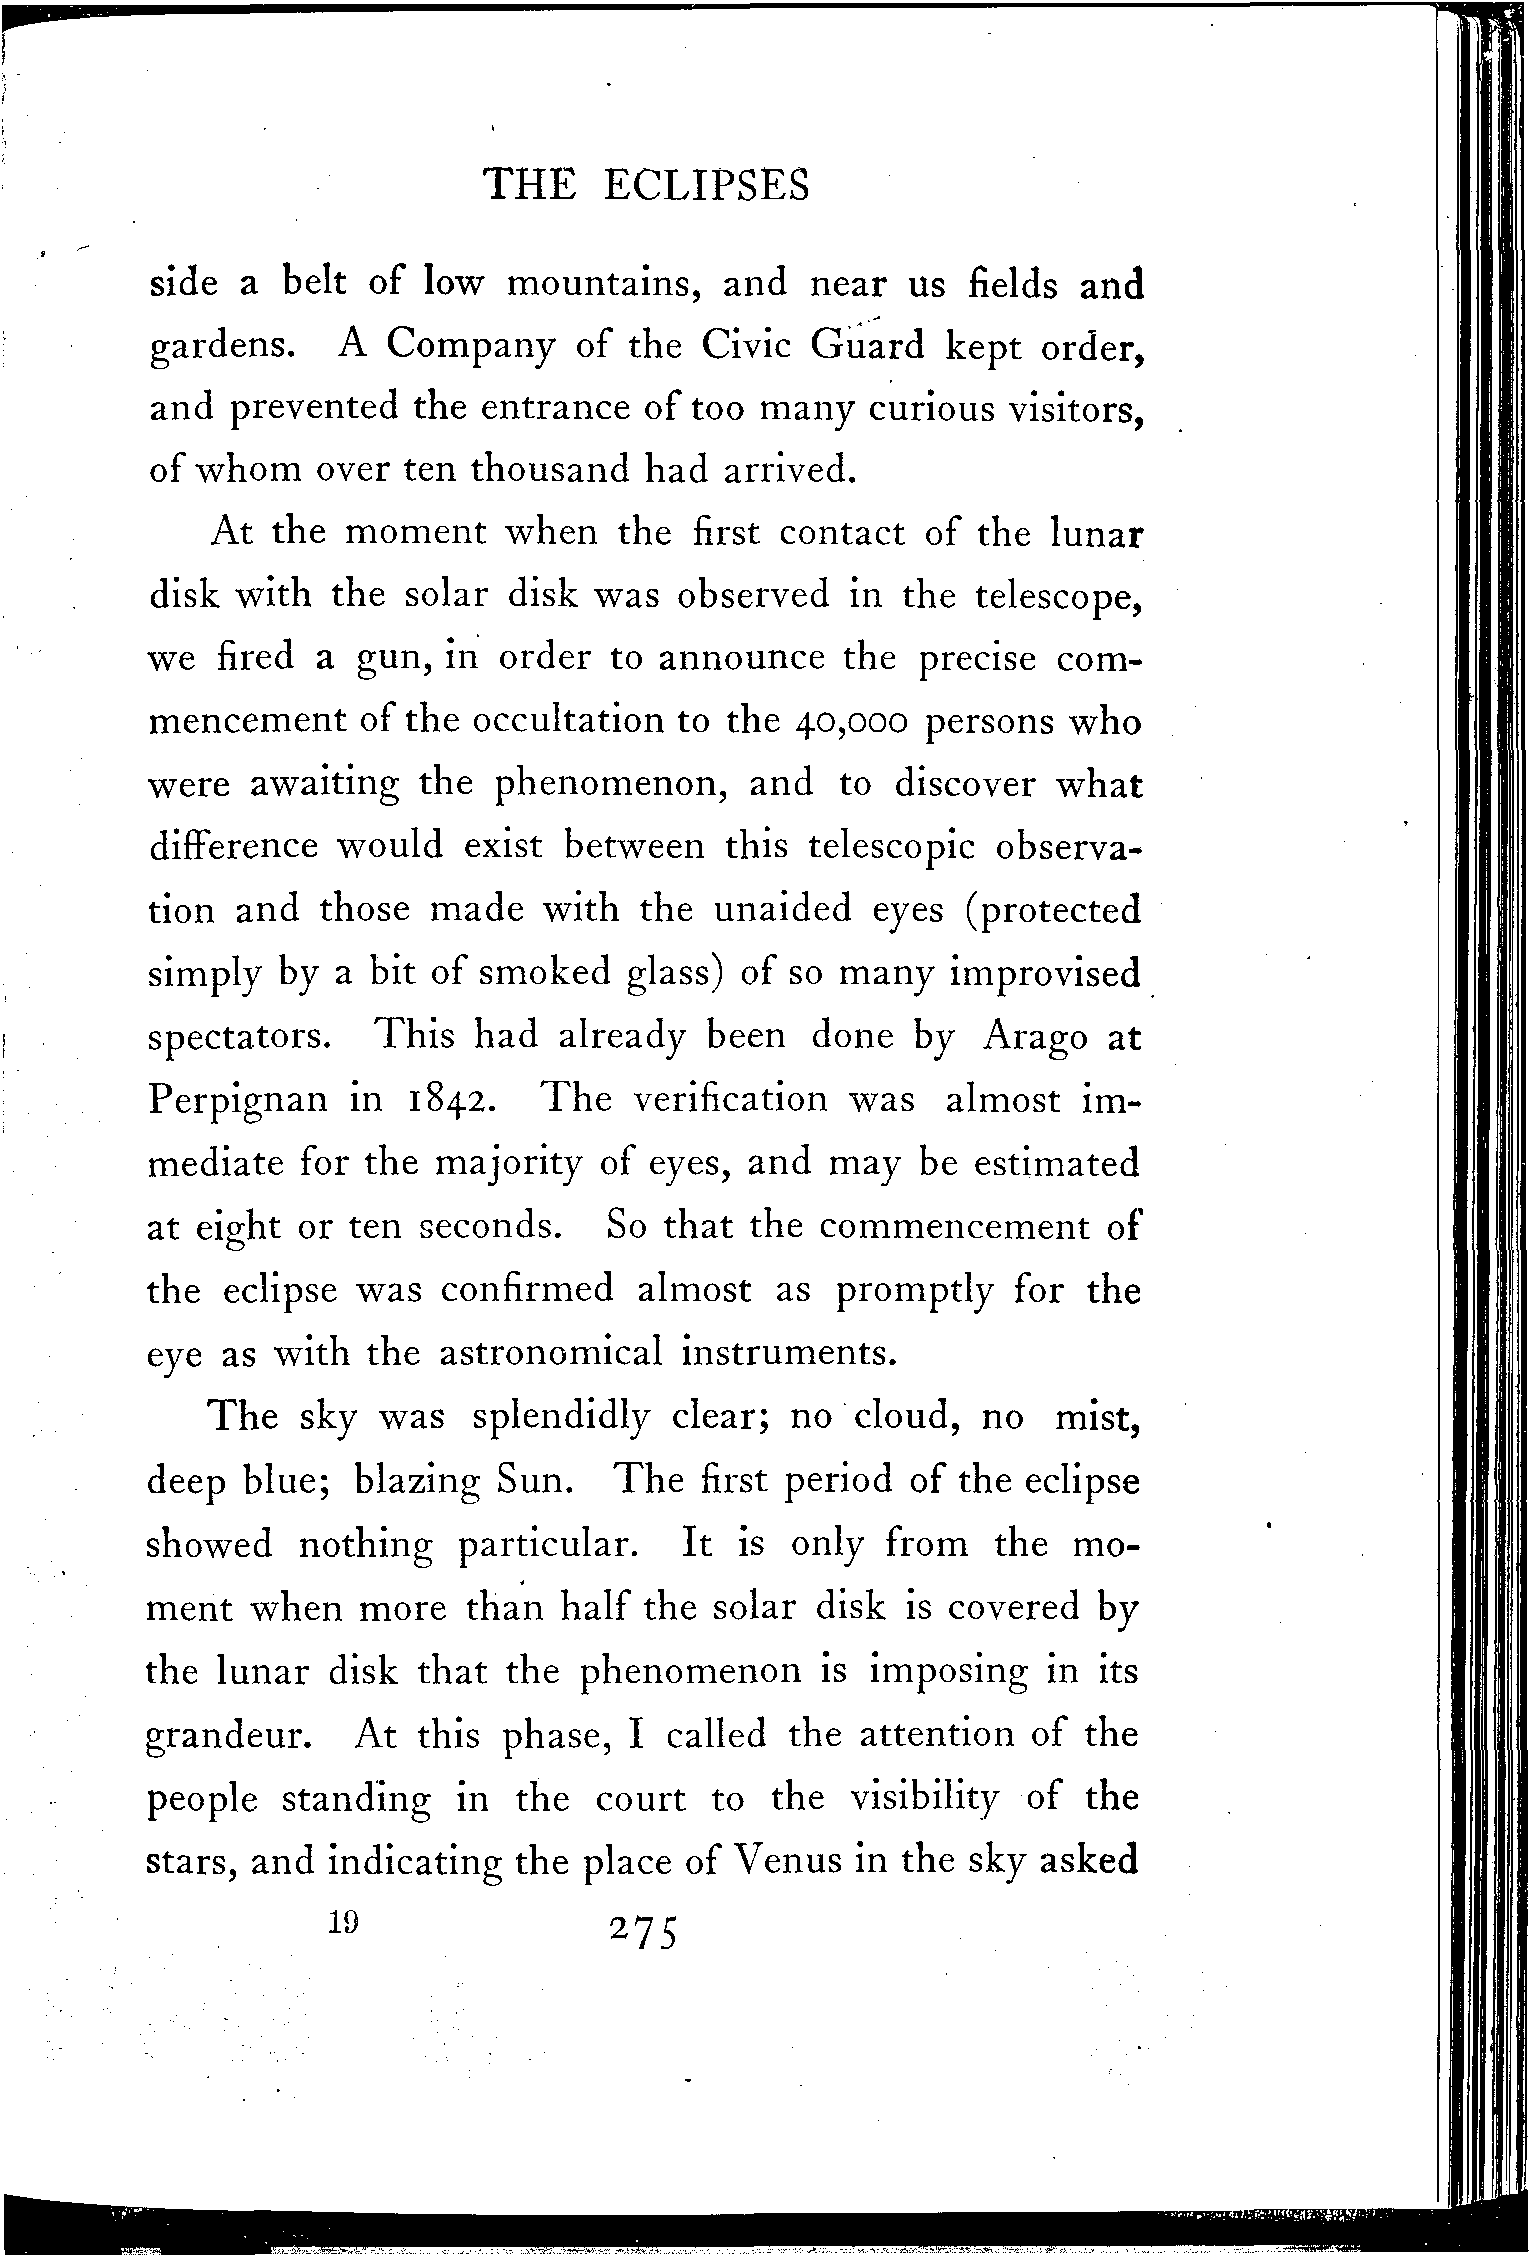 THE ECLIPSES
side a belt of low mountains, and near us fields and
gardens. A Company of the Civic Guard kept order,
and prevented the entrance of too many curious visitors,
of whom over ten thousand had arrived.
At the moment when the first contact of the lunar
disk with the solar disk was observed in the telescope,
we fired a gun, in order to announce the precise com-
mencement of the occultation to the 40,000 persons who
were awaiting the phenomenon, and to discover what
difference would exist between this telescopic observa-
tion and those made with the unaided eyes (protected
simply by a bit of smoked glass) of so many improvised
spectators. This had already been done by Arago at
Perpignan in 1842. The verification was almost im-
mediate for the majority of eyes, and may be estimated
at eight or ten seconds. So that the commencement of
the eclipse was confirmed almost as promptly for the
eye as with the astronomical instruments.
The sky was splendidly clear; no cloud, no mist,
deep blue; blazing Sun. The first period of the eclipse
showed nothing particular. It is only from the mo-
ment when more than half the solar disk is covered by
the lunar disk that the phenomenon is imposing in its
grandeur. At this phase, I called the attention of the
people standing in the court to the visibility of the
stars, and indicating the place of Venus in the sky asked
19 275